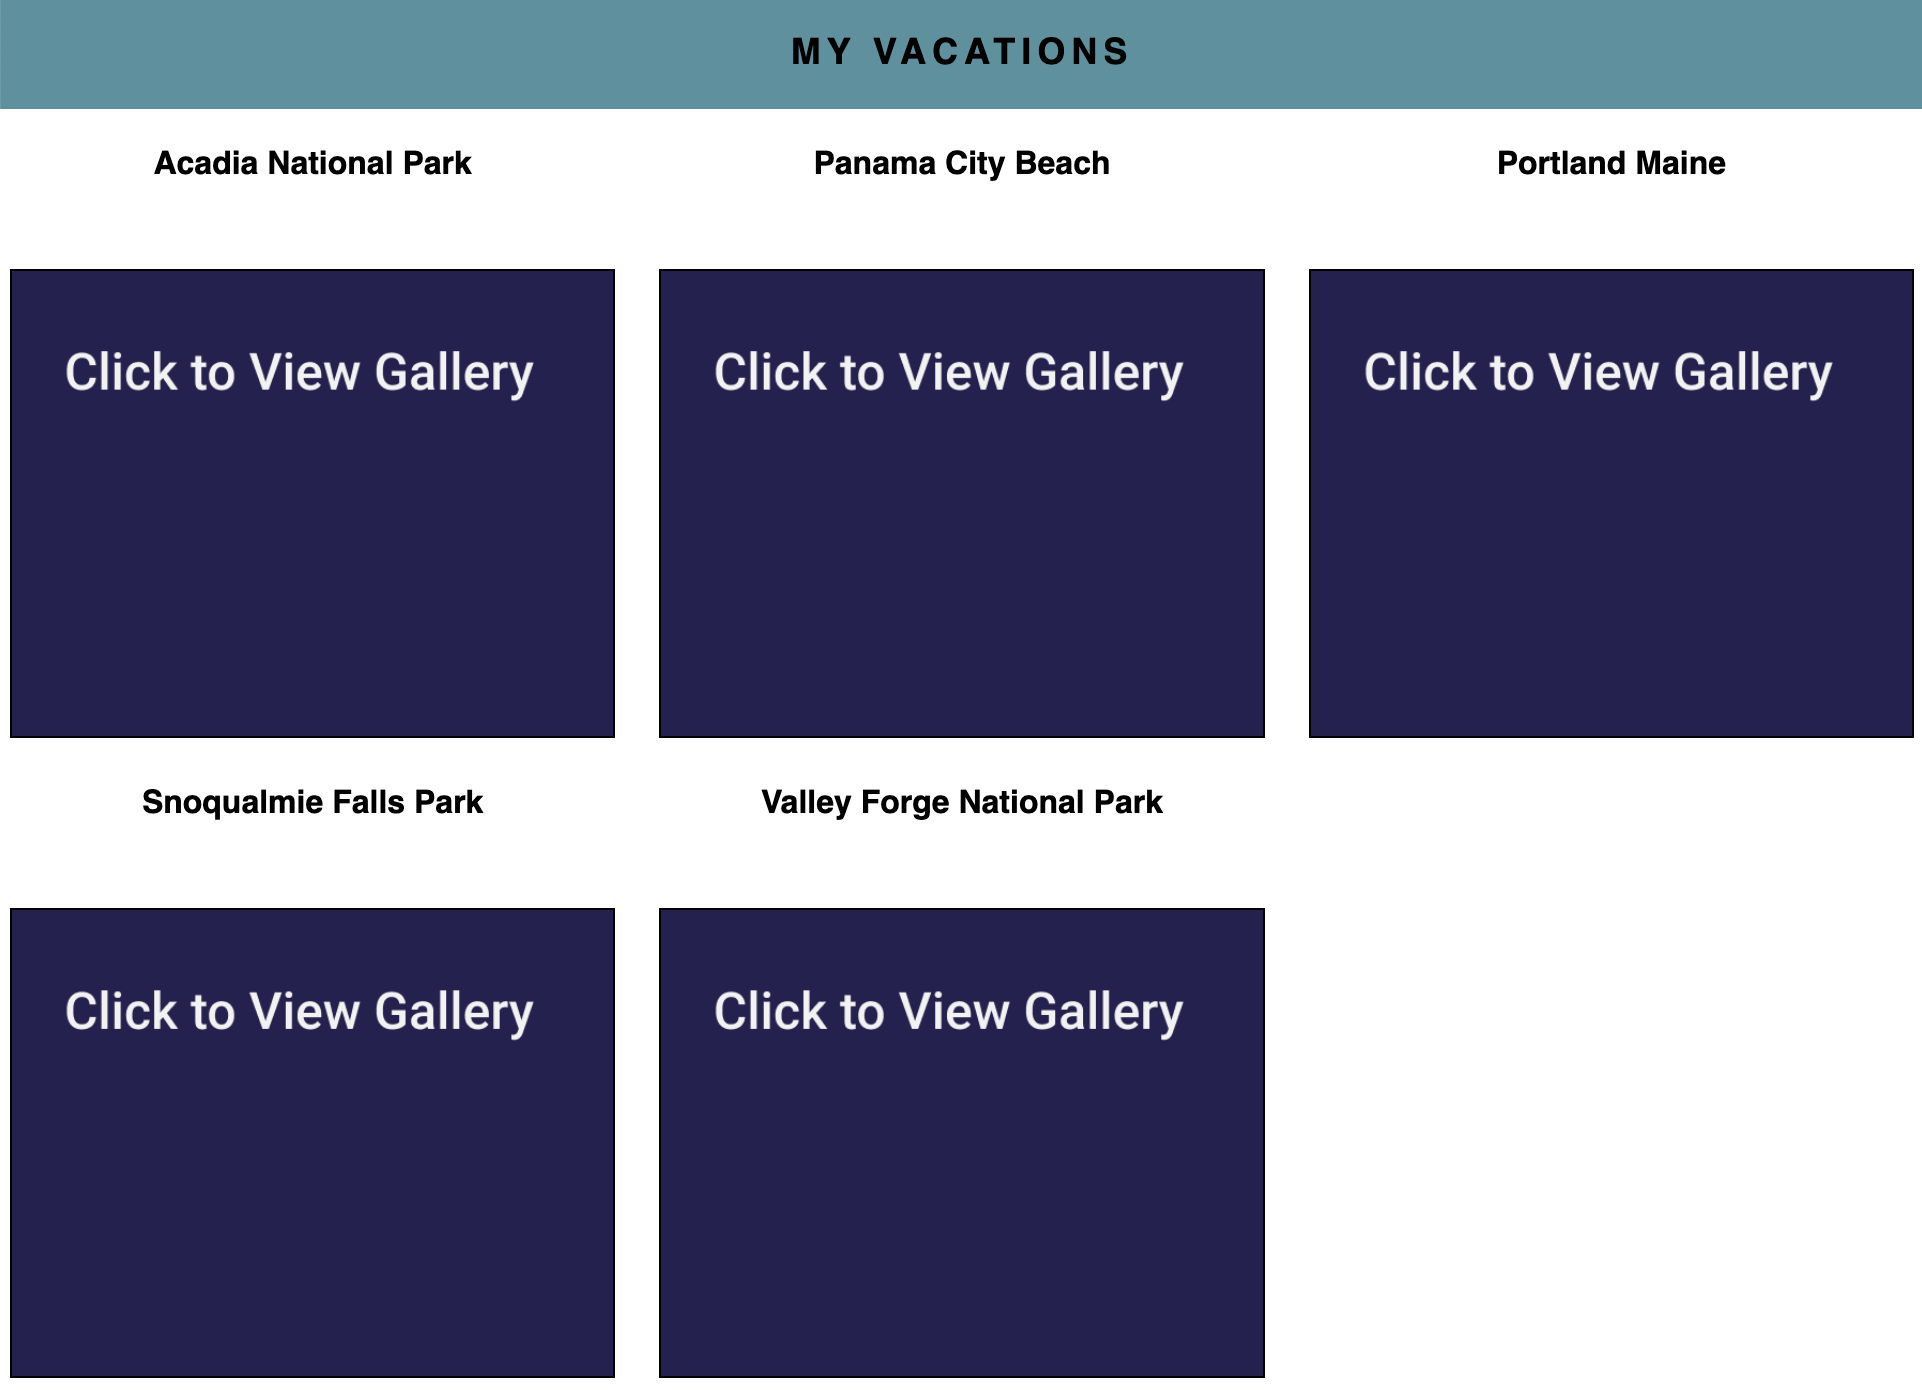 MY VACATIONS
Acadia National Park
Panama City Beach
Portland Maine
Click to View Gallery
Click to View Gallery
Click to View Gallery
Snoqualmie Falls Park
Valley Forge National Park
Click to View Gallery
Click to View Gallery